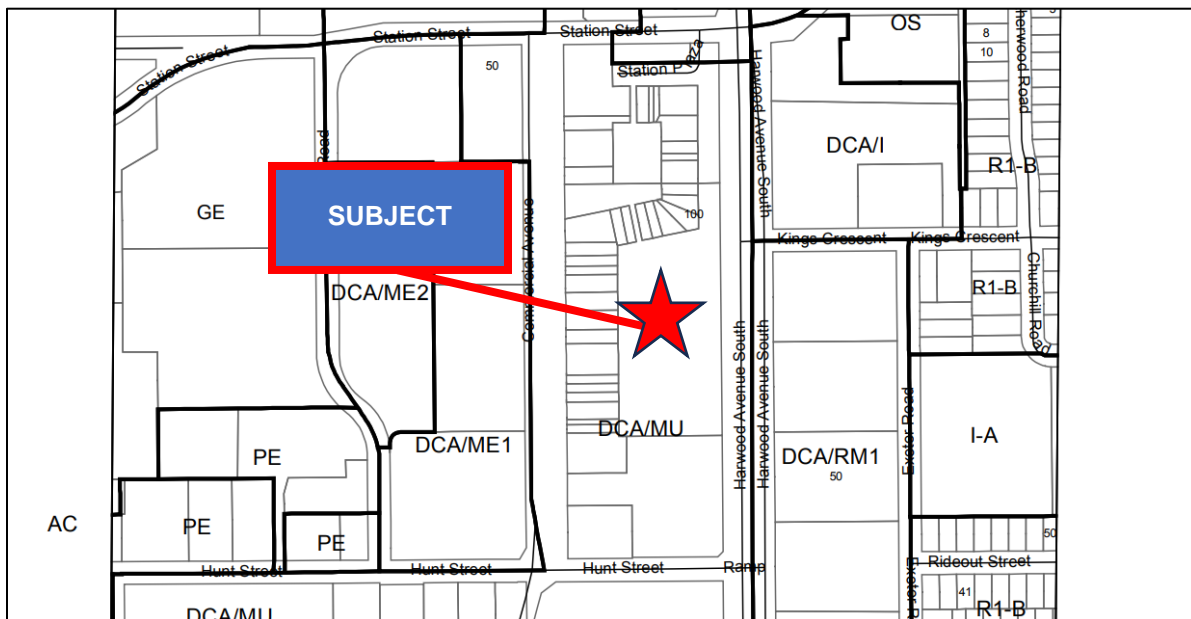 Station Street
Station Street
Station Street
OS
8
10
herwood Road
50
Station P
aza
Harwood Avenue South
Road
DCA/I
R1-B
GE
SUBJECT
100
Kings Crescent
Kings Crescent
Commercial Avenue
DCA/ME2
R1-B
Churchill Road
Harwood Avenue South
Harwood Avenue South
DCA/MU
DCA/ME1
DCA/RM1
50
Exeter Road
I-A
PE
AC
PE
PE
50
Hunt Street
Hunt Street
Hunt Street
Ramp
Rideout Street
Exeter R
41
DCA/MU
R1-B